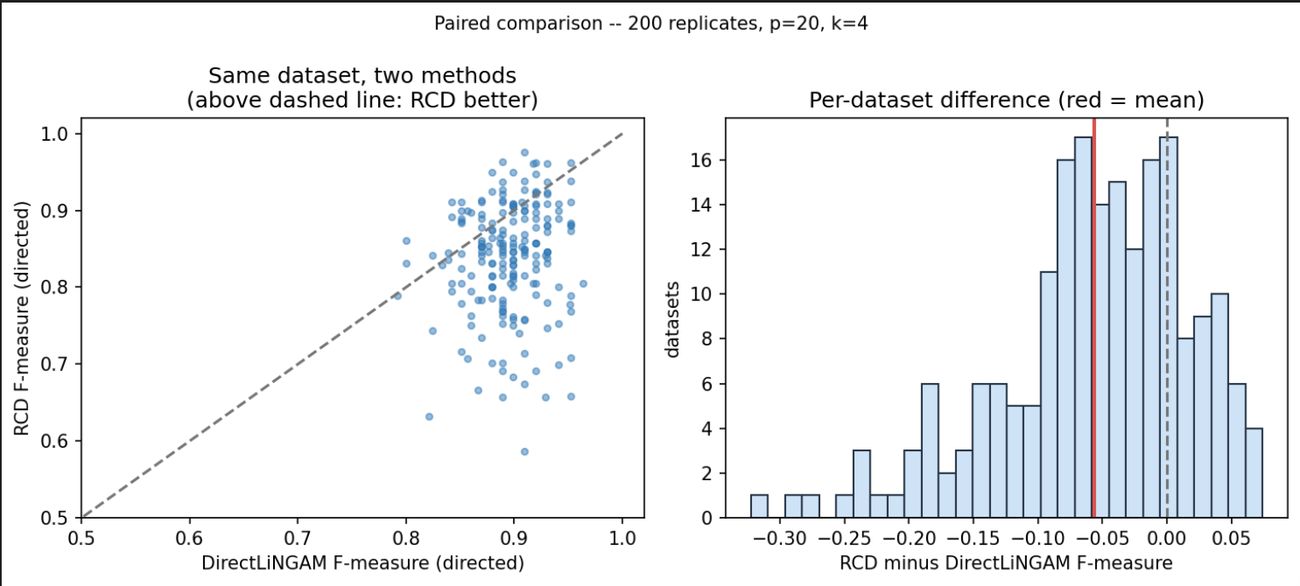 Paired comparison -- 200 replicates, p=20, k=4
Same dataset, two methods
(above dashed line: RCD better)
1.0
0.9
0.8
0.7
0.6
0.5
RCD F-measure (directed)
0.5 0.6 0.7 0.8 0.9 1.0
DirectLiNGAM F-measure (directed)
Per-dataset difference (red = mean)
16
14
12
10
8
6
4
2
0
datasets
−0.30 −0.25 −0.20 −0.15 −0.10 −0.05 0.00 0.05
RCD minus DirectLiNGAM F-measure